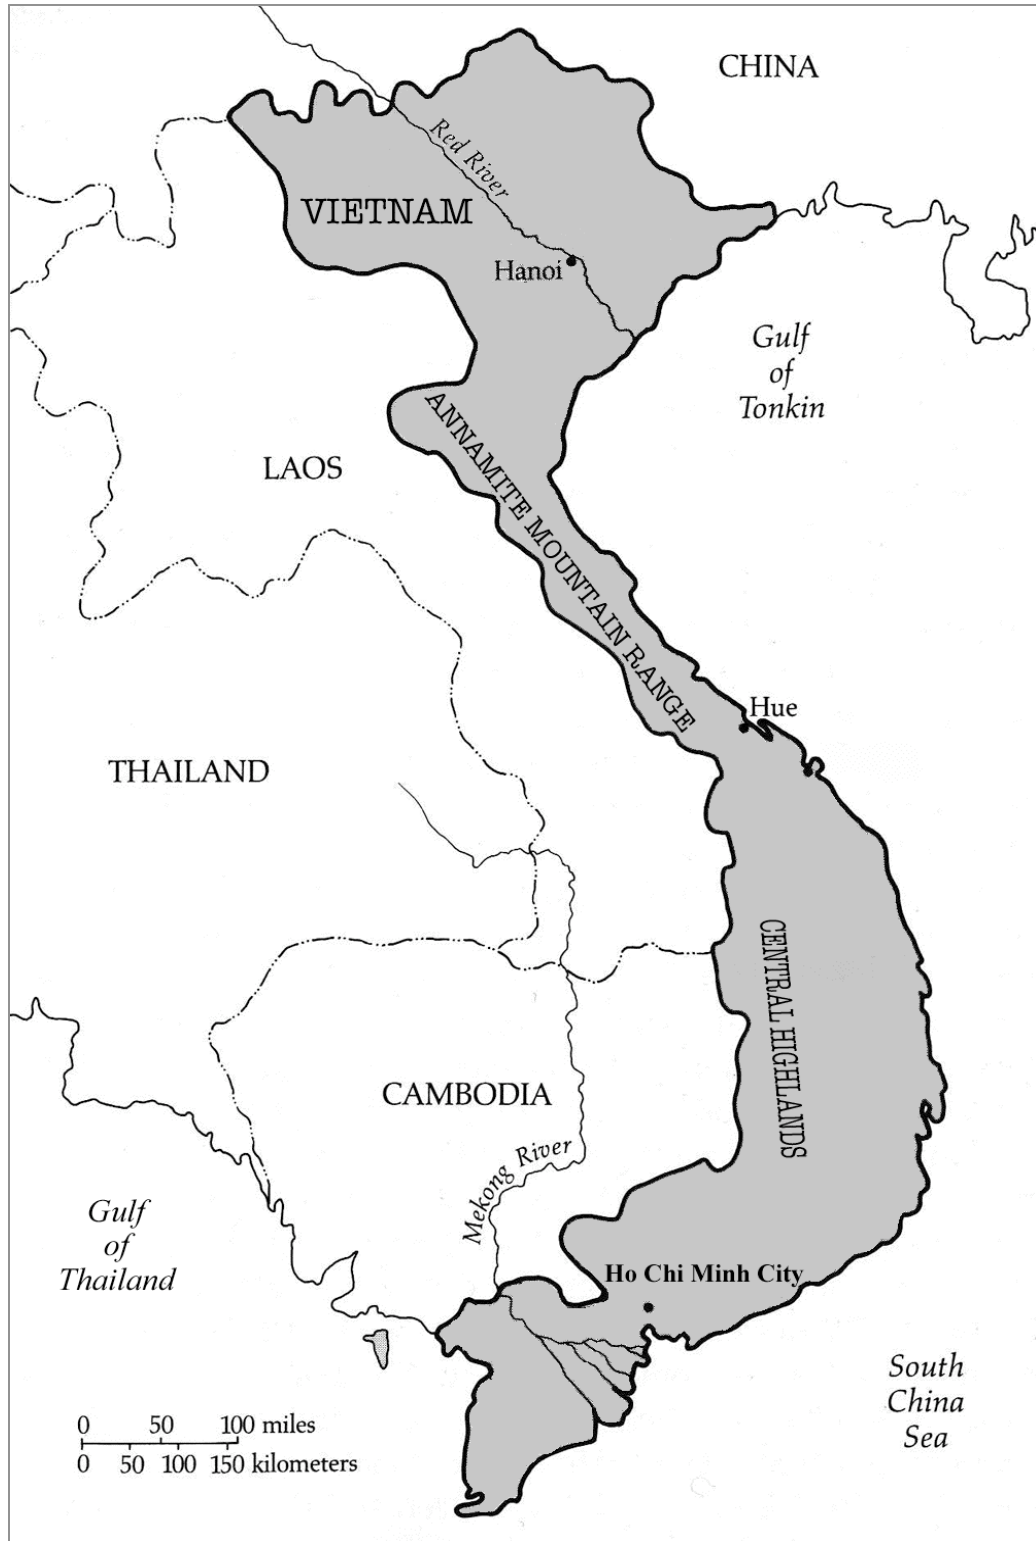 CHINA
Red River
VIETNAM
Hanoi
Gulf
of
Tonkin
ANNAMITE MOUNTAIN RANGE
LAOS
Hue
THAILAND
CENTRAL HIGHLANDS
CAMBODIA
Mekong River
Gulf
of
Thailand
Ho Chi Minh City
South
China
Sea
0 50 100 miles
0 50 100 150 kilometers